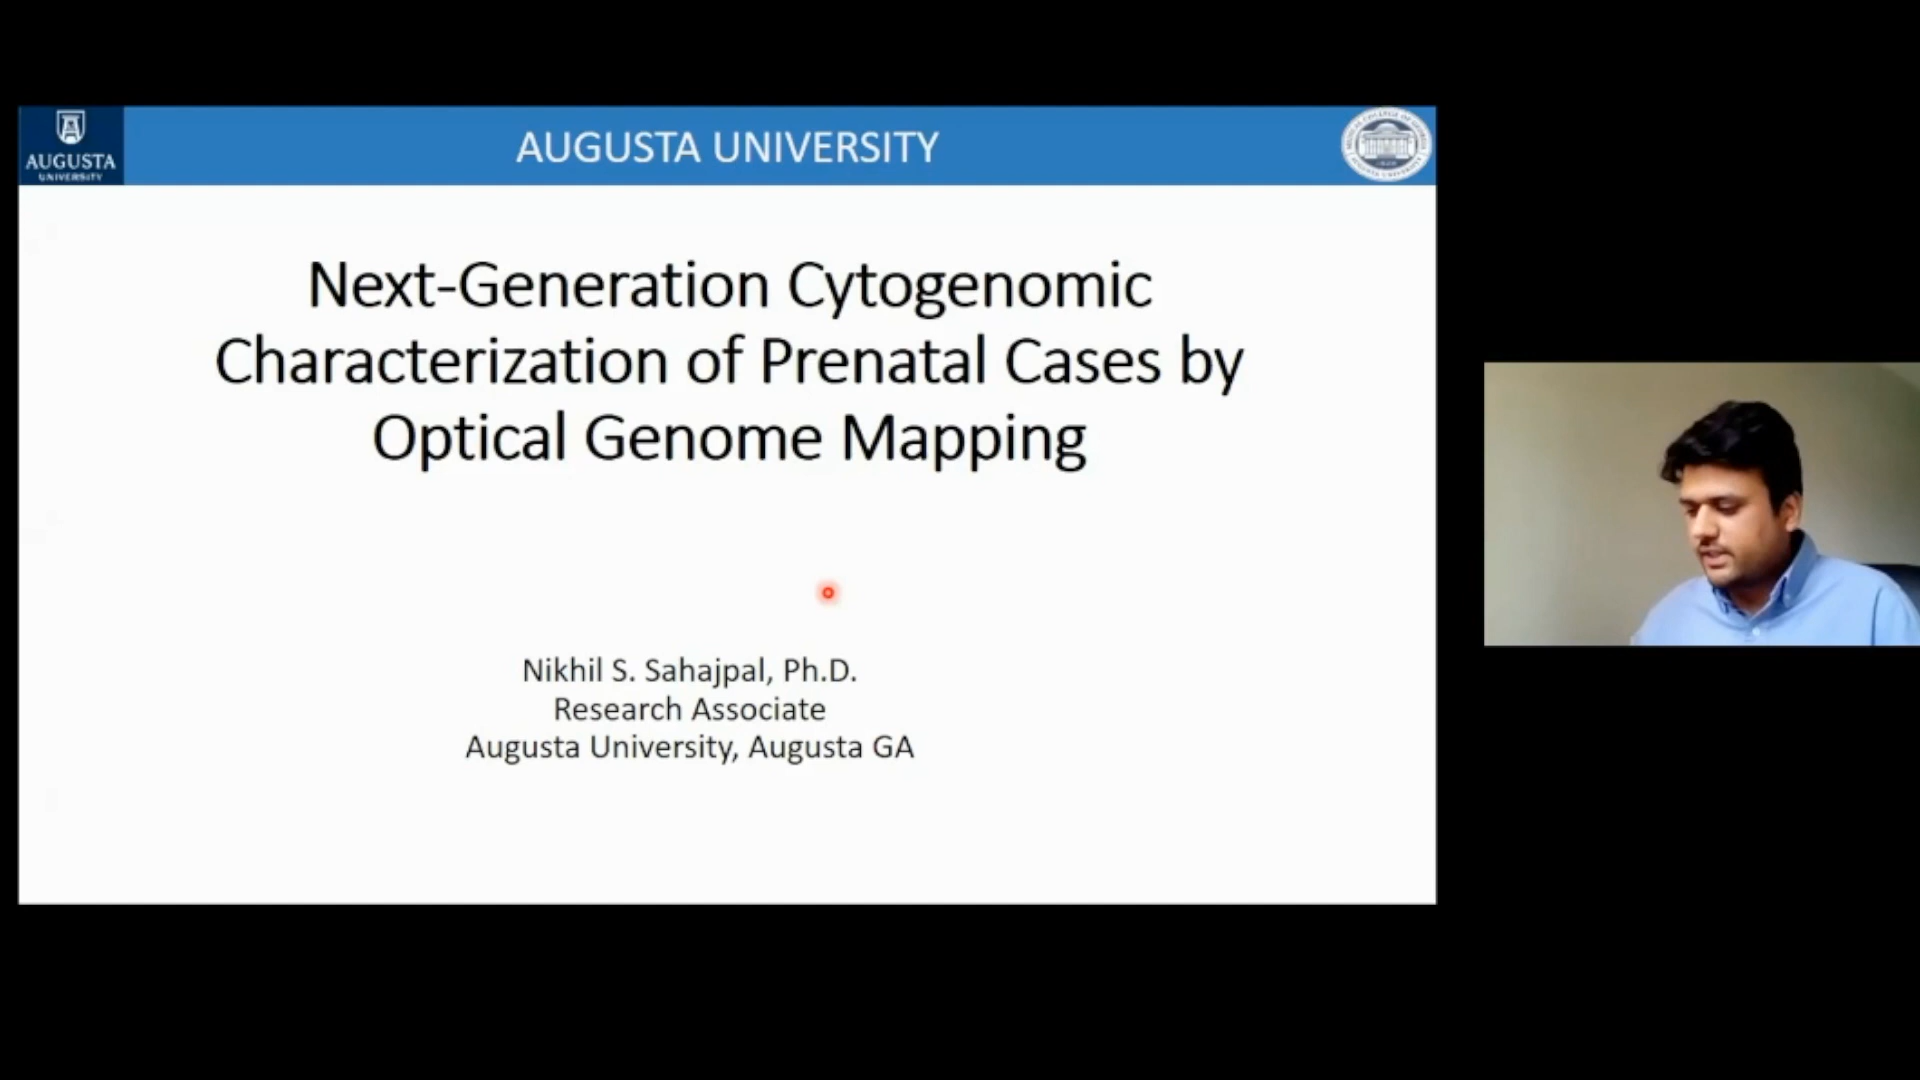 AUGUSTA
UNIVERSITY
AUGUSTA UNIVERSITY
Next-Generation Cytogenomic
Characterization of Prenatal Cases by
Optical Genome Mapping
Nikhil S. Sahajpal, Ph.D.
Research Associate
Augusta University, Augusta GA